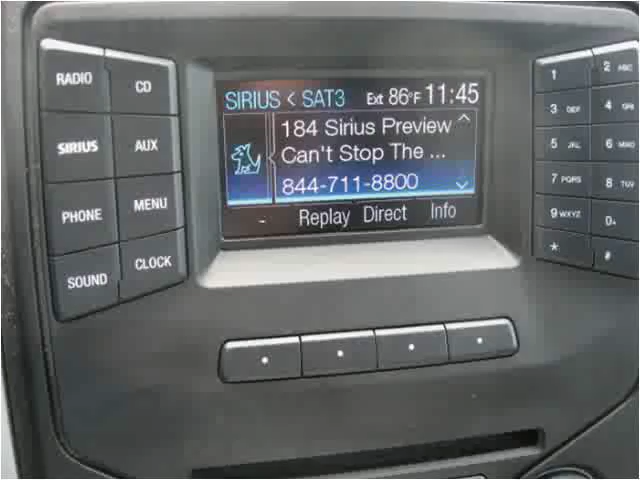 RADIO
CD
SIRIUS
AUX
PHONE
MENU
SOUND
CLOCK
SIRIUS < SAT3 Ext 86°F 11:45
184 Sirius Preview
Can't Stop The ...
844-711-8800
- Replay Direct Info
1
2 ABC
3 DEF
4 GHI
5 JKL
6 MNO
7 PQRS
8 TUV
9 WXYZ
0+
*
#